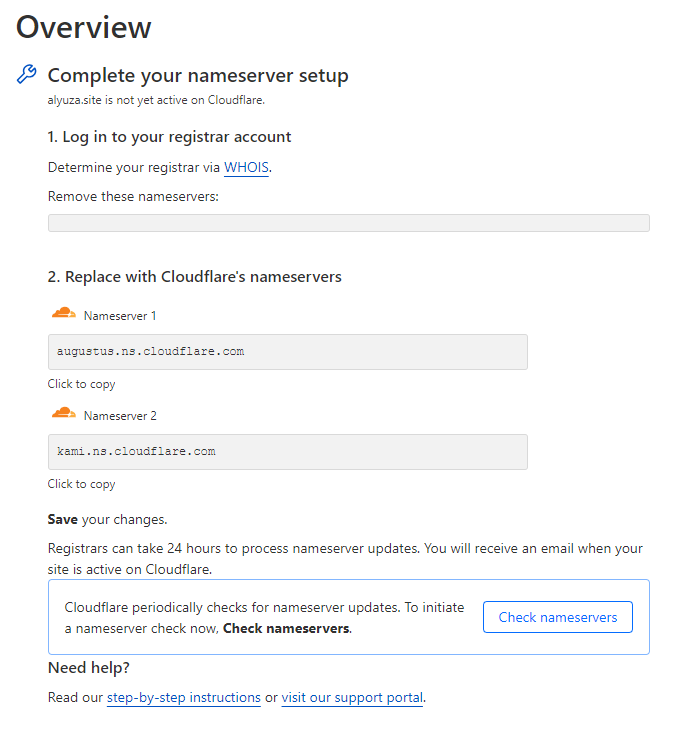 Overview
Complete your nameserver setup
alyuza.site is not yet active on Cloudflare.
1. Log in to your registrar account
Determine your registrar via WHOIS.
Remove these nameservers:
2. Replace with Cloudflare's nameservers
Nameserver 1
augustus.ns.cloudflare.com
Click to copy
Nameserver 2
kami.ns.cloudflare.com
Click to copy
Save your changes.
Registrars can take 24 hours to process nameserver updates. You will receive an email when your
site is active on Cloudflare.
Cloudflare periodically checks for nameserver updates. To initiate
a nameserver check now, Check nameservers.
Check nameservers
Need help?
Read our step-by-step instructions or visit our support portal.